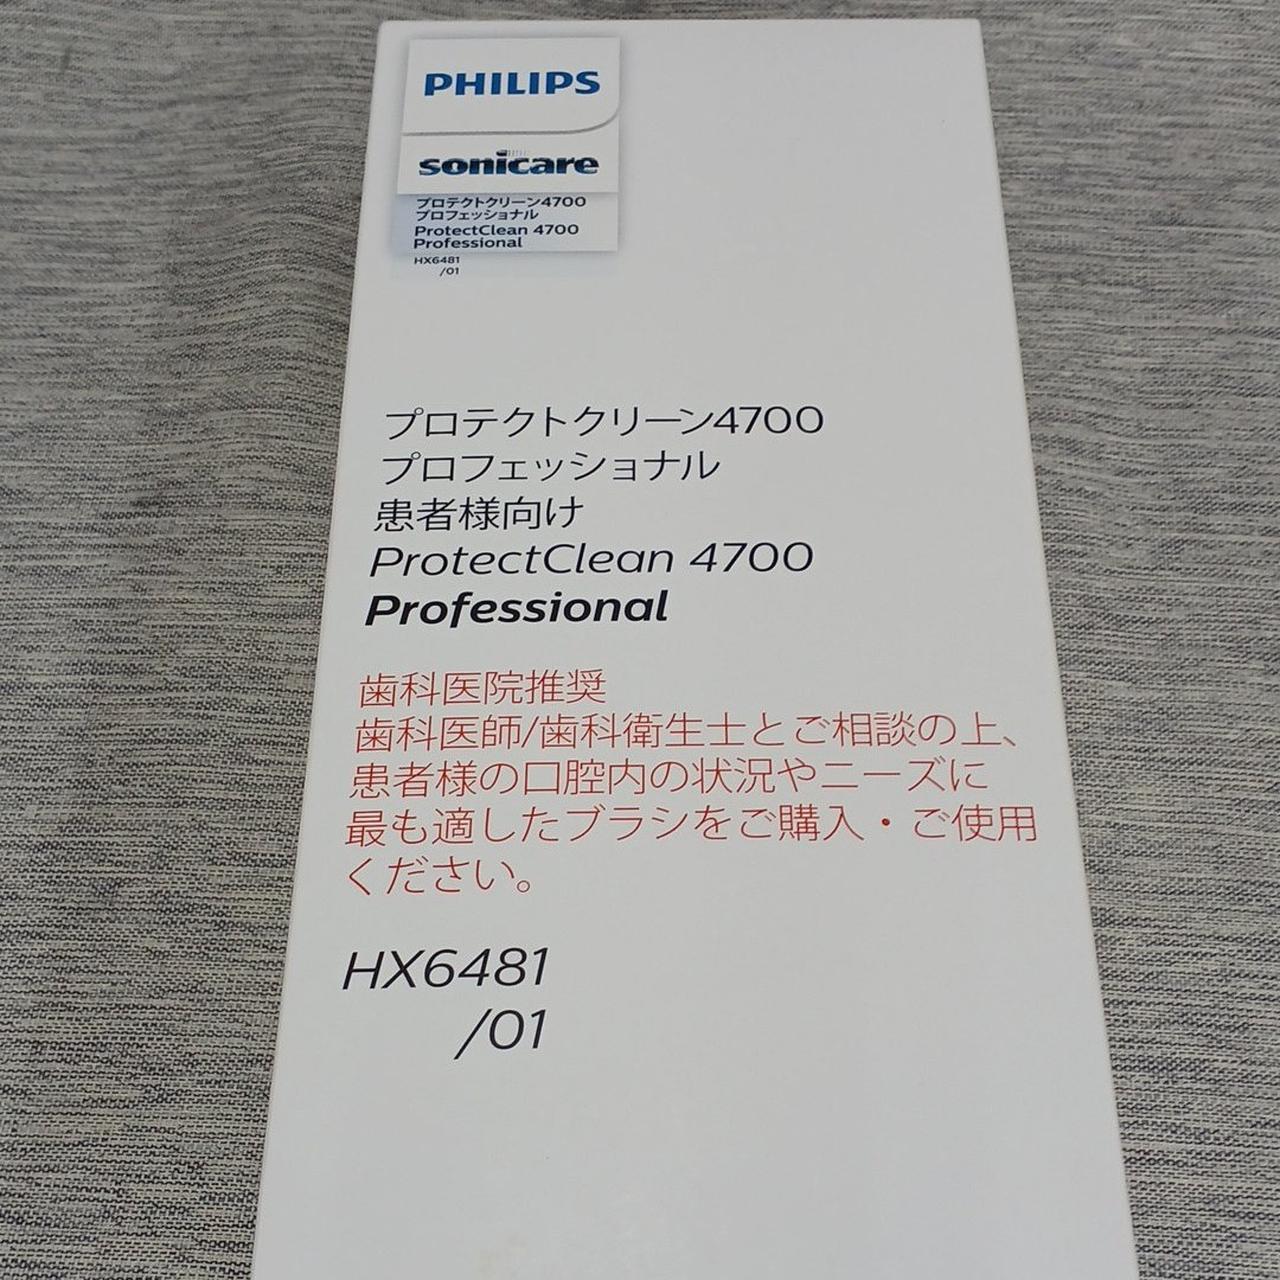 PHILIPS
sonicare
プロテクトクリーン4700
プロフェッショナル
ProtectClean 4700
Professional
HX6481
/01
プロテクトクリーン4700
プロフェッショナル
患者様向け
ProtectClean 4700
Professional
歯科医院推奨
歯科医師/歯科衛生士とご相談の上、
患者様の口腔内の状況やニーズに
最も適したブラシをご購入・ご使用
ください。
HX6481
/01